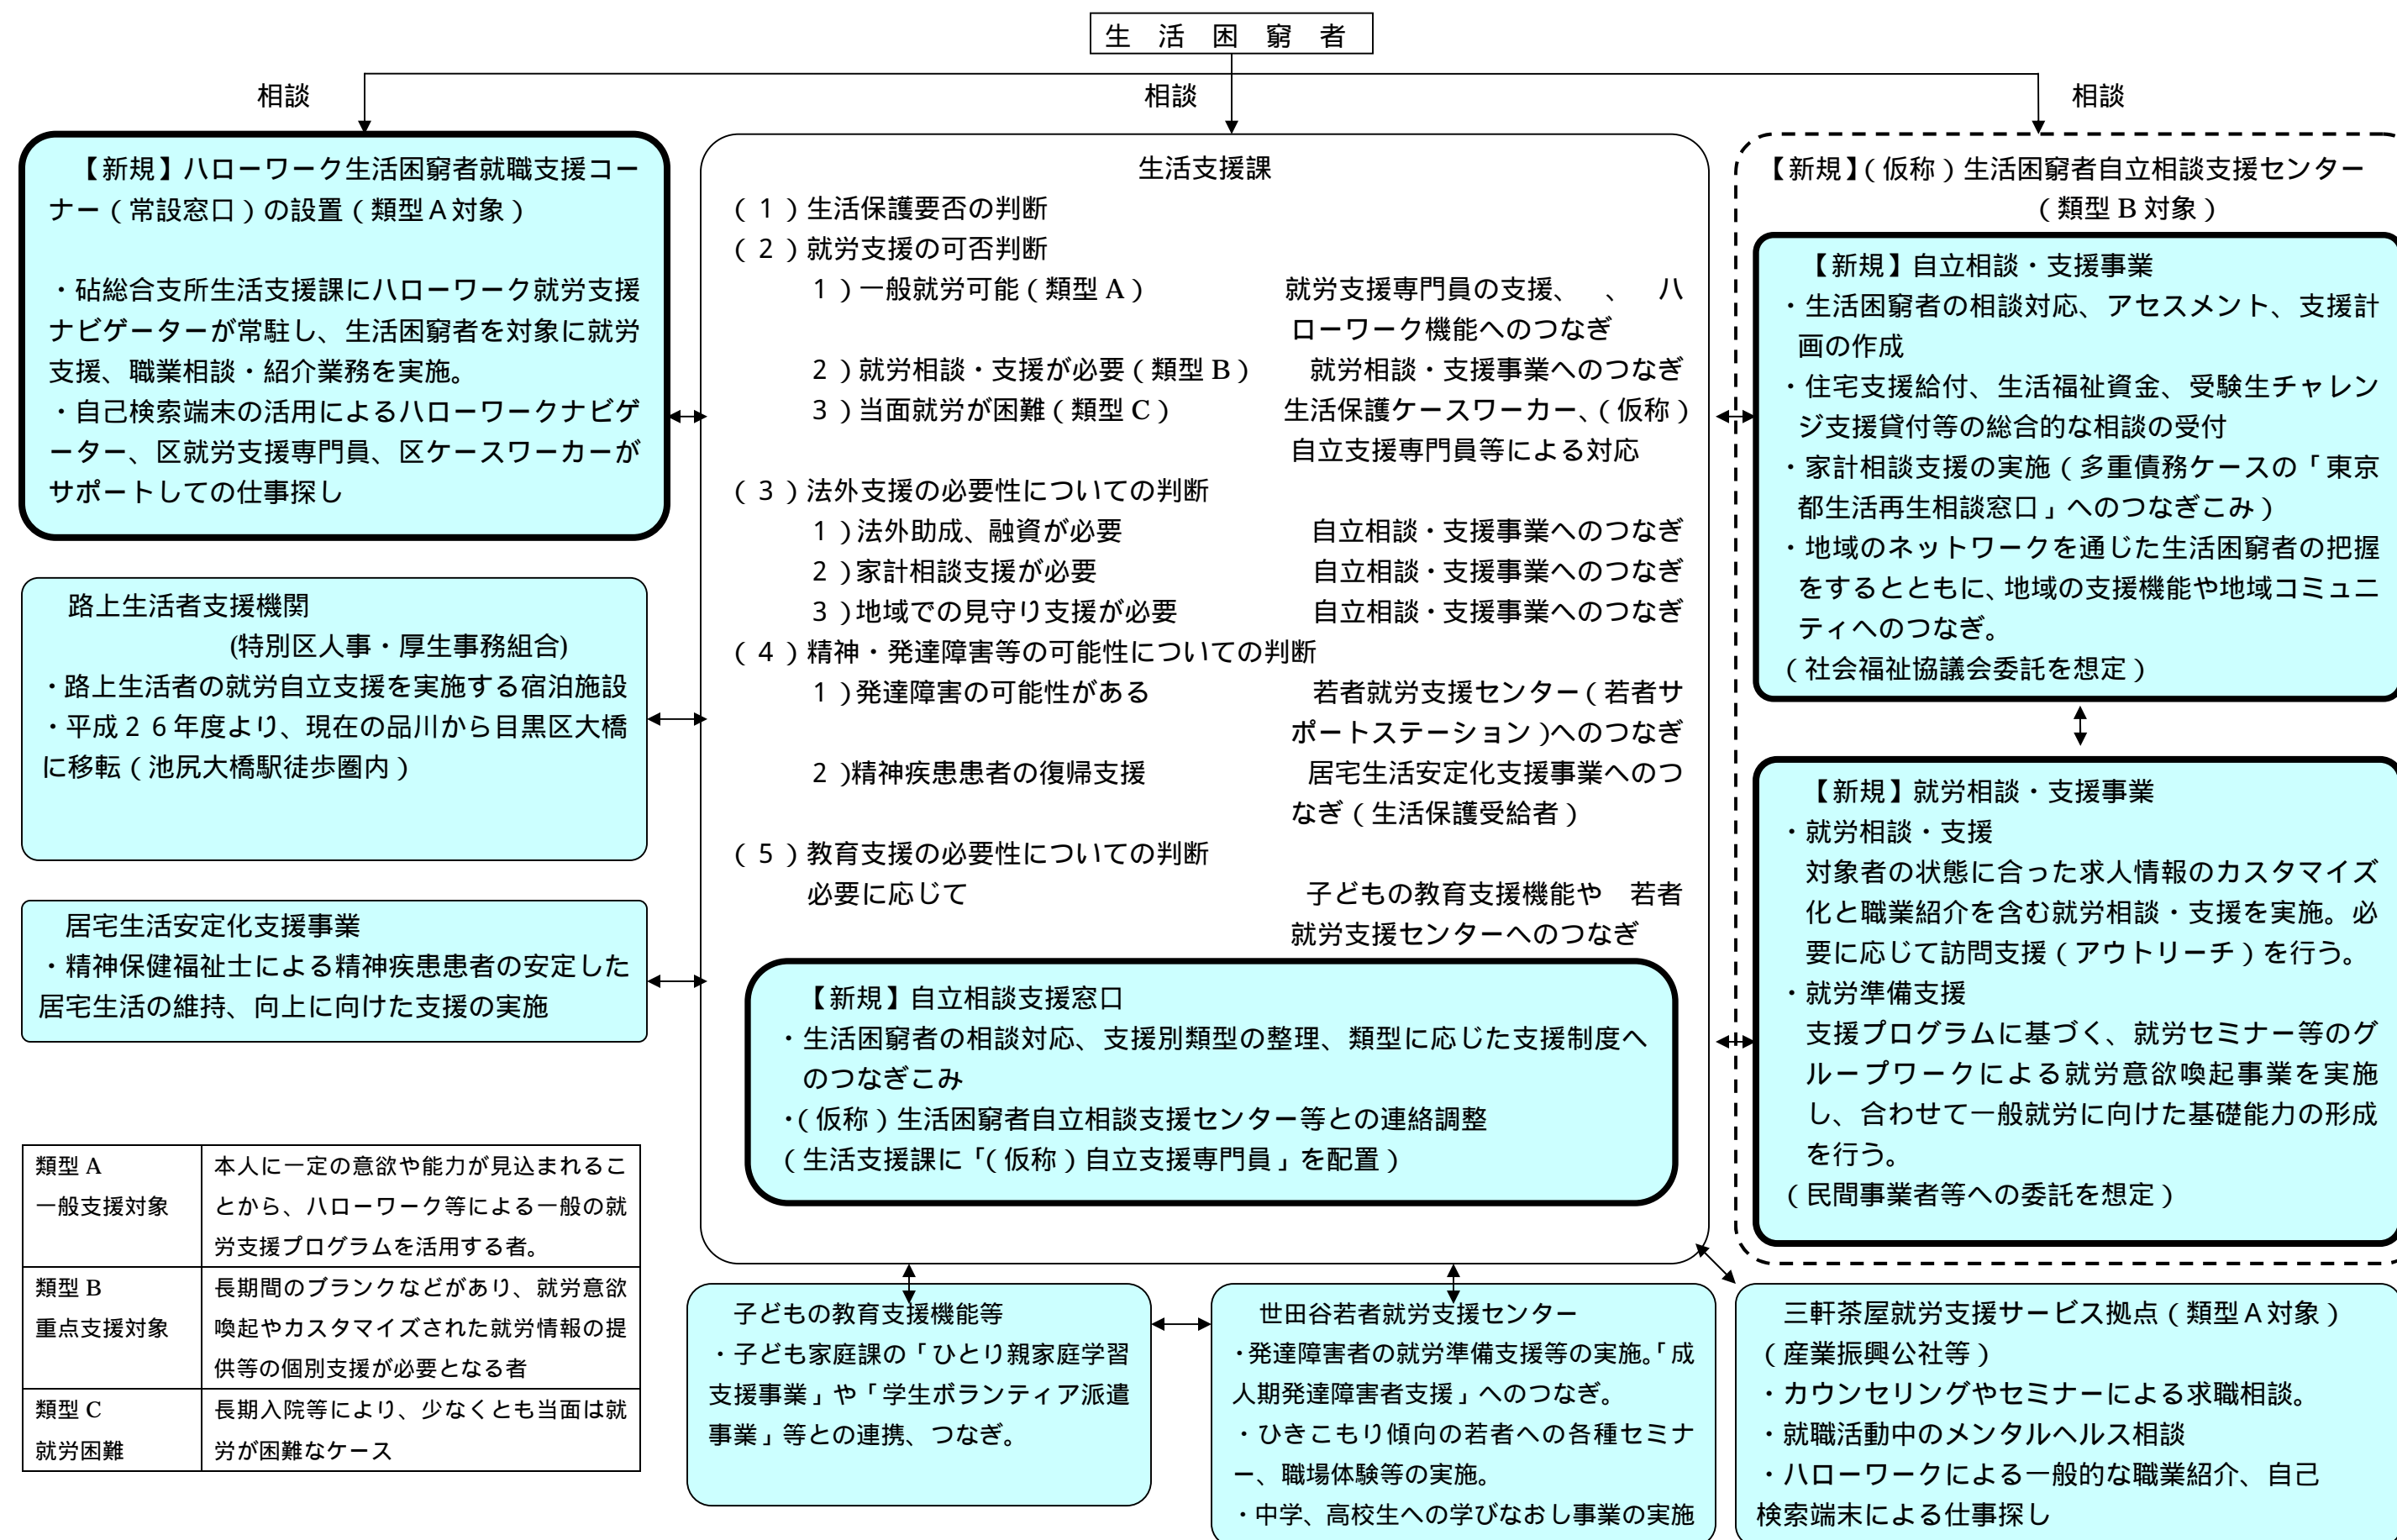 生 活 困 窮 者
相談
相談
相談
【新規】ハローワーク生活困窮者就職支援コー
ナー（常設窓口）の設置（類型Ａ対象）
・砧総合支所生活支援課にハローワーク就労支援
ナビゲーターが常駐し、生活困窮者を対象に就労
支援、職業相談・紹介業務を実施。
・自己検索端末の活用によるハローワークナビゲ
ーター、区就労支援専門員、区ケースワーカーが
サポートしての仕事探し
路上生活者支援機関
(特別区人事・厚生事務組合)
・路上生活者の就労自立支援を実施する宿泊施設
・平成２６年度より、現在の品川から目黒区大橋
に移転（池尻大橋駅徒歩圏内）
居宅生活安定化支援事業
・精神保健福祉士による精神疾患患者の安定した
居宅生活の維持、向上に向けた支援の実施
類型 A
一般支援対象
本人に一定の意欲や能力が見込まれるこ
とから、ハローワーク等による一般の就
労支援プログラムを活用する者。
類型 B
重点支援対象
長期間のブランクなどがあり、就労意欲
喚起やカスタマイズされた就労情報の提
供等の個別支援が必要となる者
類型 C
就労困難
長期入院等により、少なくとも当面は就
労が困難なケース
生活支援課
（１）生活保護要否の判断
（２）就労支援の可否判断
１）一般就労可能（類型 A） 就労支援専門員の支援、 、 ハ
ローワーク機能へのつなぎ
２）就労相談・支援が必要（類型 B） 就労相談・支援事業へのつなぎ
３）当面就労が困難（類型 C） 生活保護ケースワーカー、（仮称）
自立支援専門員等による対応
（３）法外支援の必要性についての判断
１）法外助成、融資が必要 自立相談・支援事業へのつなぎ
２）家計相談支援が必要 自立相談・支援事業へのつなぎ
３）地域での見守り支援が必要 自立相談・支援事業へのつなぎ
（４）精神・発達障害等の可能性についての判断
１）発達障害の可能性がある 若者就労支援センター（若者サ
ポートステーション）へのつなぎ
２）精神疾患患者の復帰支援 居宅生活安定化支援事業へのつ
なぎ（生活保護受給者）
（５）教育支援の必要性についての判断
必要に応じて 子どもの教育支援機能や 若者
就労支援センターへのつなぎ
【新規】自立相談支援窓口
・生活困窮者の相談対応、支援別類型の整理、類型に応じた支援制度へ
のつなぎこみ
・（仮称）生活困窮者自立相談支援センター等との連絡調整
（生活支援課に「（仮称）自立支援専門員」を配置）
【新規】（仮称）生活困窮者自立相談支援センター
（類型 B 対象）
【新規】自立相談・支援事業
・生活困窮者の相談対応、アセスメント、支援計
画の作成
・住宅支援給付、生活福祉資金、受験生チャレン
ジ支援貸付等の総合的な相談の受付
・家計相談支援の実施（多重債務ケースの「東京
都生活再生相談窓口」へのつなぎこみ）
・地域のネットワークを通じた生活困窮者の把握
をするとともに、地域の支援機能や地域コミュニ
ティへのつなぎ。
（社会福祉協議会委託を想定）
【新規】就労相談・支援事業
・就労相談・支援
対象者の状態に合った求人情報のカスタマイズ
化と職業紹介を含む就労相談・支援を実施。必
要に応じて訪問支援（アウトリーチ）を行う。
・就労準備支援
支援プログラムに基づく、就労セミナー等のグ
ループワークによる就労意欲喚起事業を実施
し、合わせて一般就労に向けた基礎能力の形成
を行う。
（民間事業者等への委託を想定）
子どもの教育支援機能等
・子ども家庭課の「ひとり親家庭学習
支援事業」や「学生ボランティア派遣
事業」等との連携、つなぎ。
世田谷若者就労支援センター
・発達障害者の就労準備支援等の実施。「成
人期発達障害者支援」へのつなぎ。
・ひきこもり傾向の若者への各種セミナ
ー、職場体験等の実施。
・中学、高校生への学びなおし事業の実施
三軒茶屋就労支援サービス拠点（類型Ａ対象）
（産業振興公社等）
・カウンセリングやセミナーによる求職相談。
・就職活動中のメンタルヘルス相談
・ハローワークによる一般的な職業紹介、自己
検索端末による仕事探し